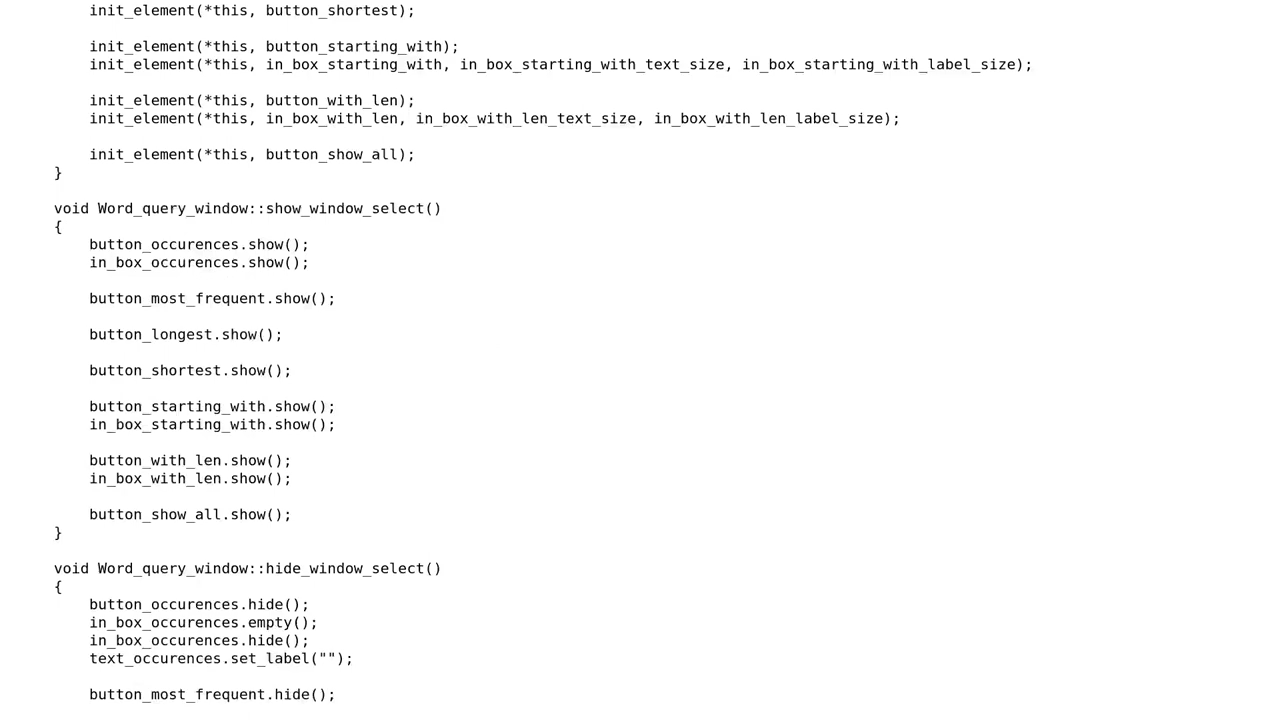 init_element(*this, button_shortest);
init_element(*this, button_starting_with);
init_element(*this, in_box_starting_with, in_box_starting_with_text_size, in_box_starting_with_label_size);
init_element(*this, button_with_len);
init_element(*this, in_box_with_len, in_box_with_len_text_size, in_box_with_len_label_size);
init_element(*this, button_show_all);
}
void Word_query_window::show_window_select()
{
button_occurences.show();
in_box_occurences.show();
button_most_frequent.show();
button_longest.show();
button_shortest.show();
button_starting_with.show();
in_box_starting_with.show();
button_with_len.show();
in_box_with_len.show();
button_show_all.show();
}
void Word_query_window::hide_window_select()
{
button_occurences.hide();
in_box_occurences.empty();
in_box_occurences.hide();
text_occurences.set_label("");
button_most_frequent.hide();